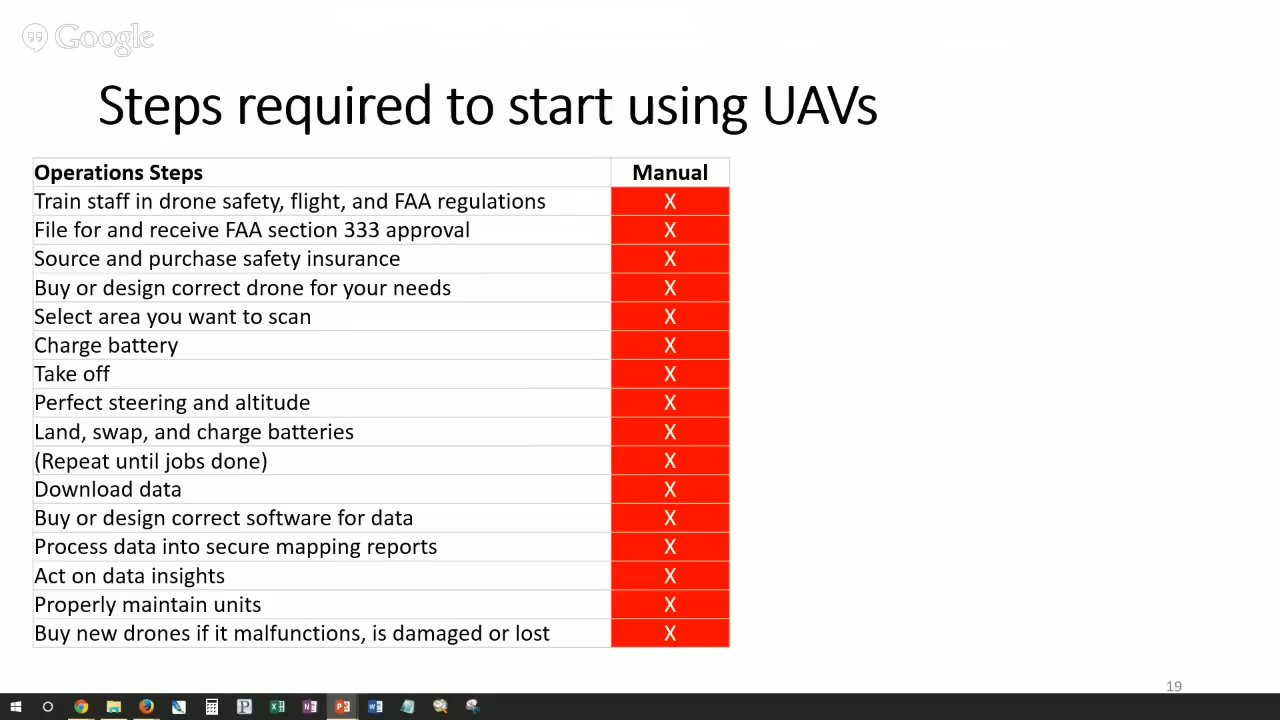 Google
Steps required to start using UAVs
Operations Steps Manual
Train staff in drone safety, flight, and FAA regulations X
File for and receive FAA section 333 approval X
Source and purchase safety insurance X
Buy or design correct drone for your needs X
Select area you want to scan X
Charge battery X
Take off X
Perfect steering and altitude X
Land, swap, and charge batteries X
(Repeat until jobs done) X
Download data X
Buy or design correct software for data X
Process data into secure mapping reports X
Act on data insights X
Properly maintain units X
Buy new drones if it malfunctions, is damaged or lost X
19